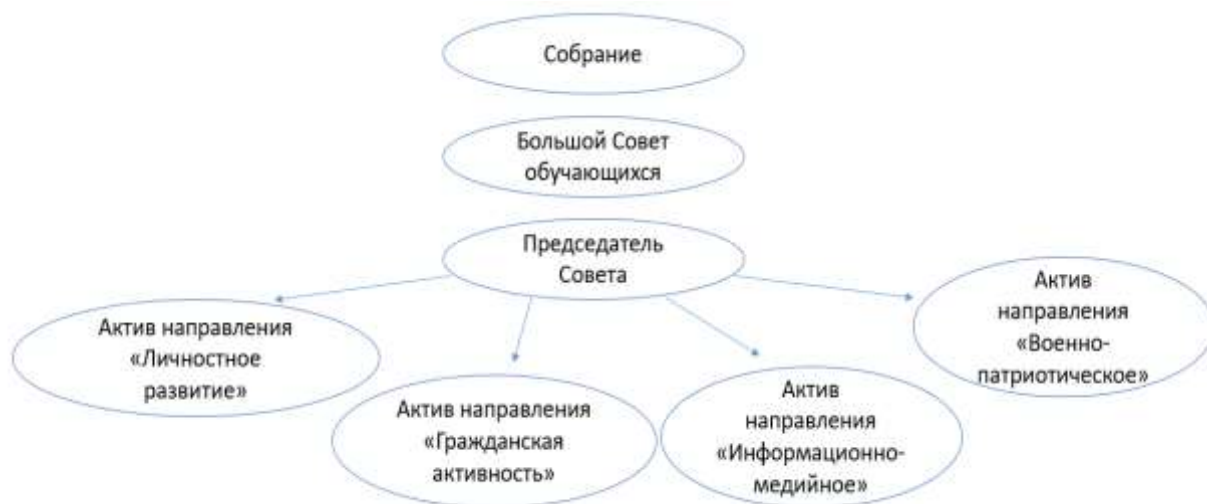 Собрание
Большой Совет
обучающихся
Председатель
Совета
Актив направления
«Личностное
развитие»
Актив направления
«Гражданская
активность»
Актив
направления
«Информационно-
медийное»
Актив
направления
«Военно-
патриотическое»